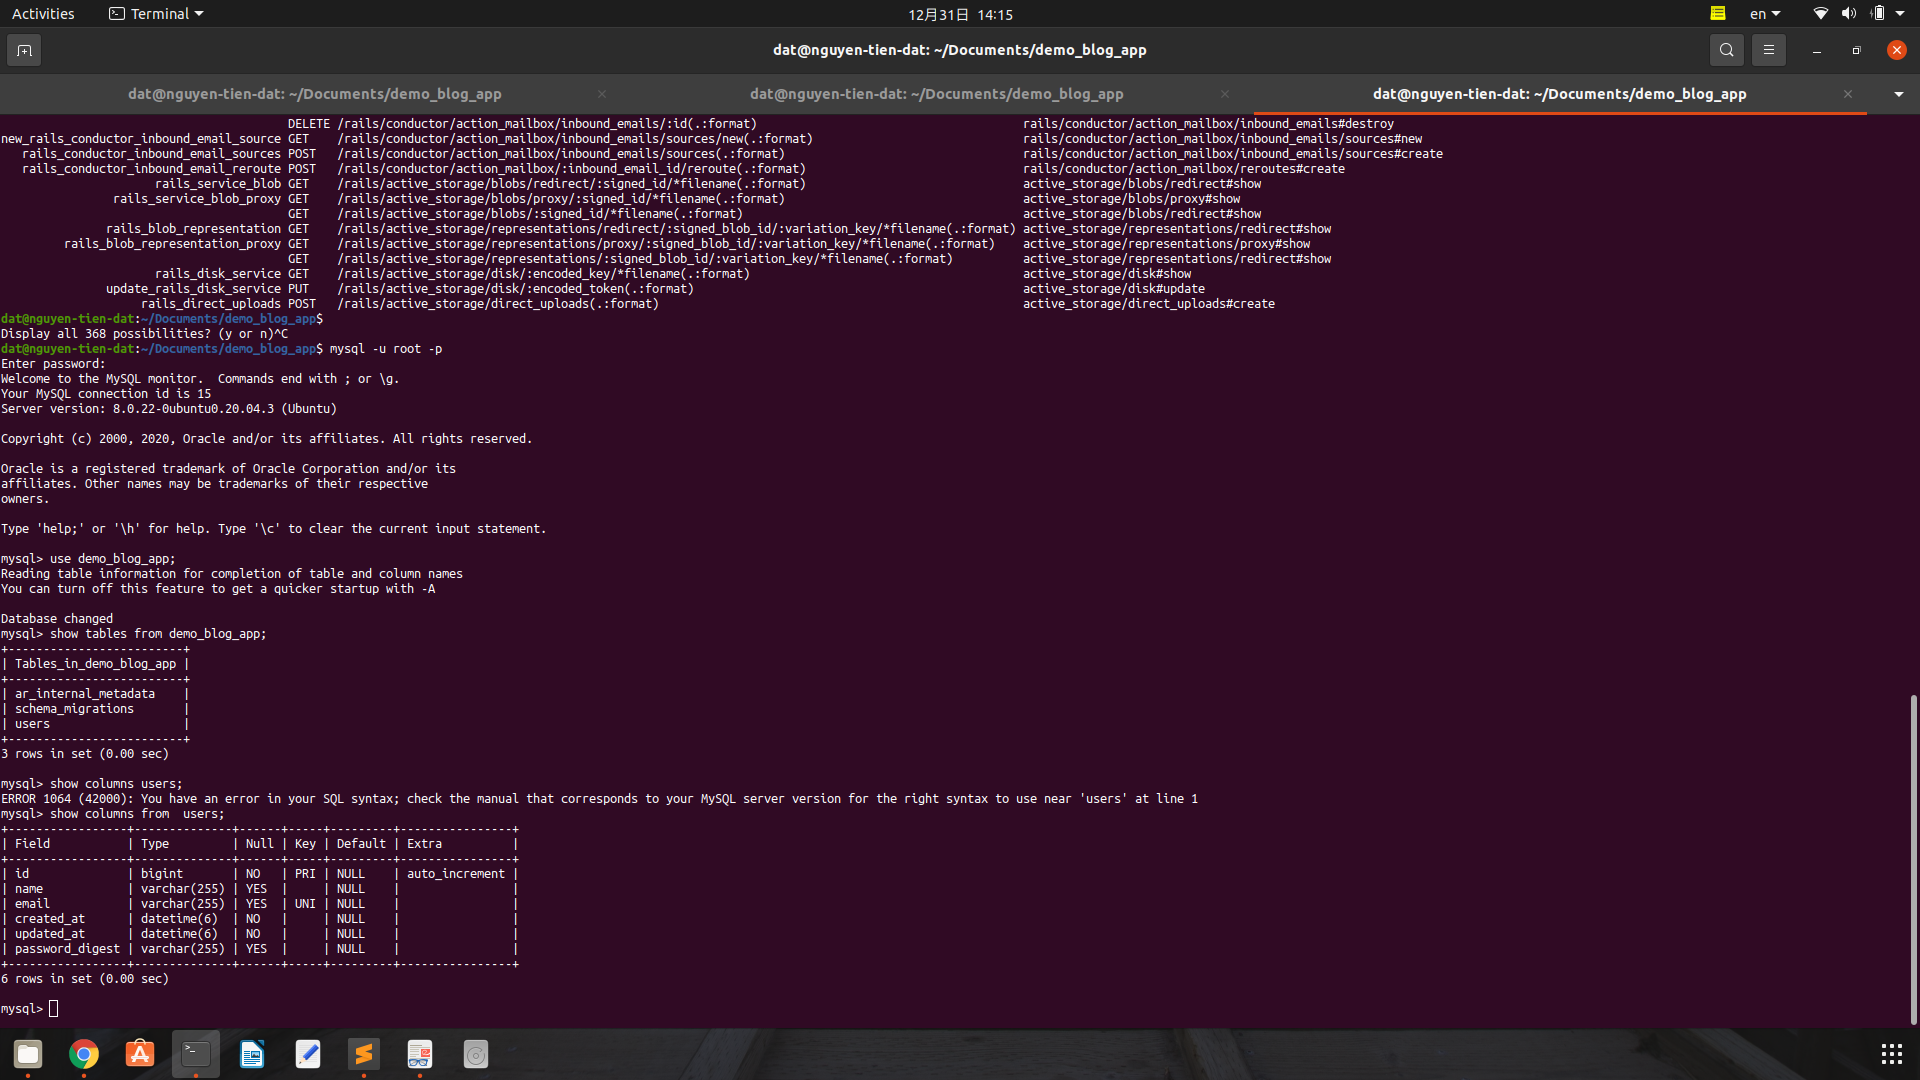 Activities Terminal 12月31日 14:15 en
dat@nguyen-tien-dat: ~/Documents/demo_blog_app
dat@nguyen-tien-dat: ~/Documents/demo_blog_app dat@nguyen-tien-dat: ~/Documents/demo_blog_app dat@nguyen-tien-dat: ~/Documents/demo_blog_app
DELETE /rails/conductor/action_mailbox/inbound_emails/:id(.:format) rails/conductor/action_mailbox/inbound_emails#destroy
new_rails_conductor_inbound_email_source GET /rails/conductor/action_mailbox/inbound_emails/sources/new(.:format) rails/conductor/action_mailbox/inbound_emails/sources#new
rails_conductor_inbound_email_sources POST /rails/conductor/action_mailbox/inbound_emails/sources(.:format) rails/conductor/action_mailbox/inbound_emails/sources#create
rails_conductor_inbound_email_reroute POST /rails/conductor/action_mailbox/:inbound_email_id/reroute(.:format) rails/conductor/action_mailbox/reroutes#create
rails_service_blob GET /rails/active_storage/blobs/redirect/:signed_id/*filename(.:format) active_storage/blobs/redirect#show
rails_service_blob_proxy GET /rails/active_storage/blobs/proxy/:signed_id/*filename(.:format) active_storage/blobs/proxy#show
GET /rails/active_storage/blobs/:signed_id/*filename(.:format) active_storage/blobs/redirect#show
rails_blob_representation GET /rails/active_storage/representations/redirect/:signed_blob_id/:variation_key/*filename(.:format) active_storage/representations/redirect#show
rails_blob_representation_proxy GET /rails/active_storage/representations/proxy/:signed_blob_id/:variation_key/*filename(.:format) active_storage/representations/proxy#show
GET /rails/active_storage/representations/:signed_blob_id/:variation_key/*filename(.:format) active_storage/representations/redirect#show
rails_disk_service GET /rails/active_storage/disk/:encoded_key/*filename(.:format) active_storage/disk#show
update_rails_disk_service PUT /rails/active_storage/disk/:encoded_token(.:format) active_storage/disk#update
rails_direct_uploads POST /rails/active_storage/direct_uploads(.:format) active_storage/direct_uploads#create
dat@nguyen-tien-dat:~/Documents/demo_blog_app$
Display all 368 possibilities? (y or n)^C
dat@nguyen-tien-dat:~/Documents/demo_blog_app$ mysql -u root -p
Enter password:
Welcome to the MySQL monitor.  Commands end with ; or \g.
Your MySQL connection id is 15
Server version: 8.0.22-0ubuntu0.20.04.3 (Ubuntu)
Copyright (c) 2000, 2020, Oracle and/or its affiliates. All rights reserved.
Oracle is a registered trademark of Oracle Corporation and/or its
affiliates. Other names may be trademarks of their respective
owners.
Type 'help;' or '\h' for help. Type '\c' to clear the current input statement.
mysql> use demo_blog_app;
Reading table information for completion of table and column names
You can turn off this feature to get a quicker startup with -A
Database changed
mysql> show tables from demo_blog_app;
+-------------------------+
| Tables_in_demo_blog_app |
+-------------------------+
| ar_internal_metadata    |
| schema_migrations       |
| users                   |
+-------------------------+
3 rows in set (0.00 sec)
mysql> show columns users;
ERROR 1064 (42000): You have an error in your SQL syntax; check the manual that corresponds to your MySQL server version for the right syntax to use near 'users' at line 1
mysql> show columns from  users;
+-----------------+--------------+------+-----+---------+----------------+
| Field           | Type         | Null | Key | Default | Extra          |
+-----------------+--------------+------+-----+---------+----------------+
| id              | bigint       | NO   | PRI | NULL    | auto_increment |
| name            | varchar(255) | YES  |     | NULL    |                |
| email           | varchar(255) | YES  | UNI | NULL    |                |
| created_at      | datetime(6)  | NO   |     | NULL    |                |
| updated_at      | datetime(6)  | NO   |     | NULL    |                |
| password_digest | varchar(255) | YES  |     | NULL    |                |
+-----------------+--------------+------+-----+---------+----------------+
6 rows in set (0.00 sec)
mysql>